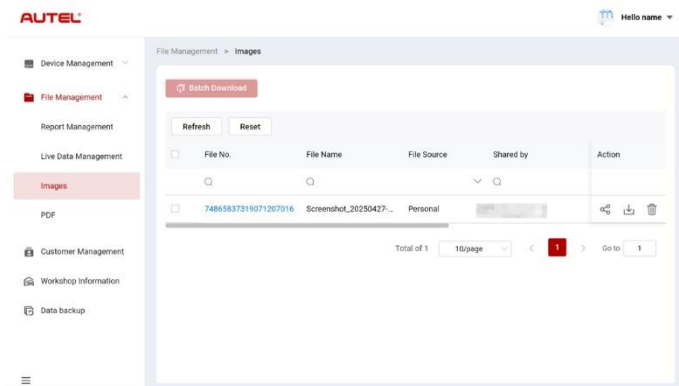 AUTEL
Hello name
File Management > Images
Device Management
File Management
Report Management
Live Data Management
Images
PDF
Customer Management
Workshop Information
Data backup
Batch Download
Refresh Reset
File No. File Name File Source Shared by Action
74865837319071207016 Screenshot_20250427-... Personal
Total of 1 10/page < 1 > Go to 1